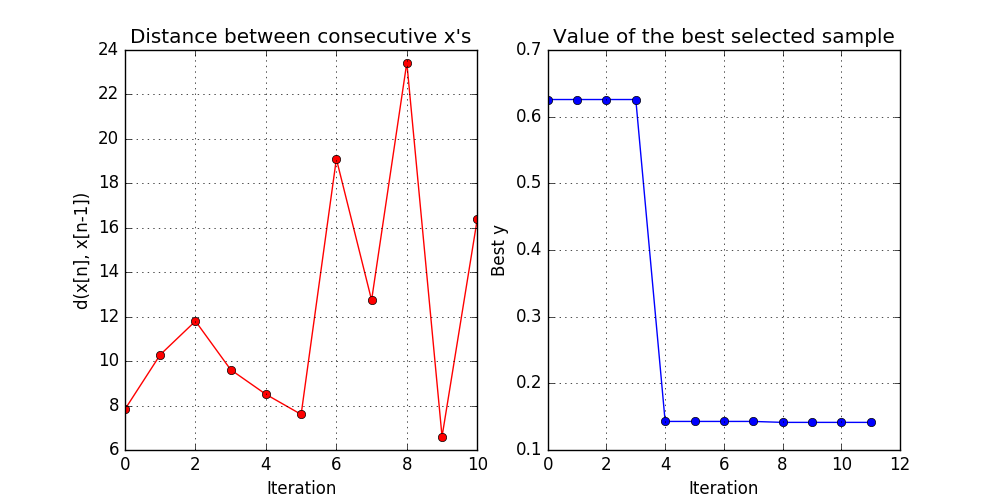 Distance between consecutive x's
24
22
20
18
16
14
12
10
8
6
d(x[n], x[n-1])
0 2 4 6 8 10
Iteration
Value of the best selected sample
0.7
0.6
0.5
0.4
0.3
0.2
0.1
Best y
0 2 4 6 8 10 12
Iteration